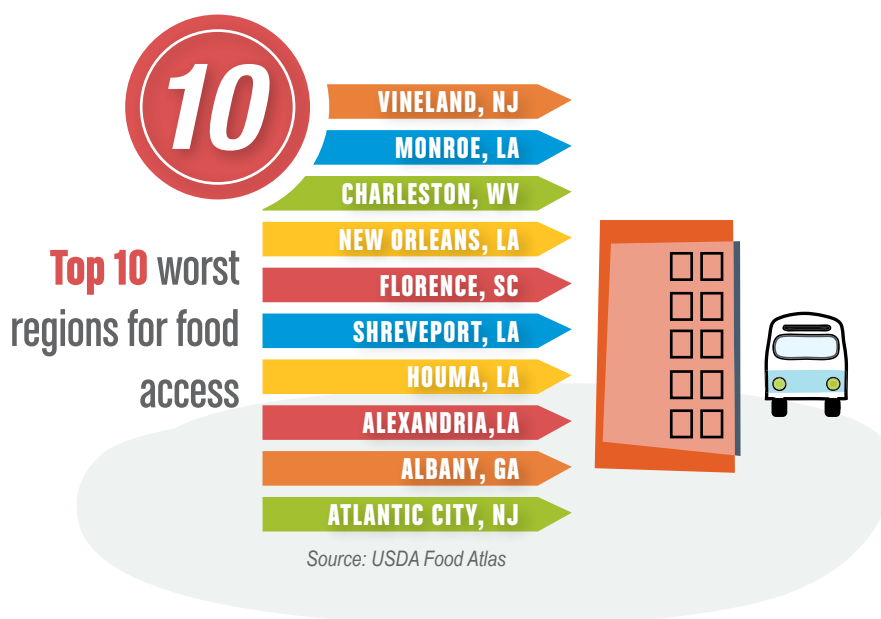 10
VINELAND, NJ
MONROE, LA
CHARLESTON, WV
NEW ORLEANS, LA
FLORENCE, SC
SHREVEPORT, LA
HOUMA, LA
ALEXANDRIA,LA
ALBANY, GA
ATLANTIC CITY, NJ
Top 10 worst
regions for food
access
Source: USDA Food Atlas